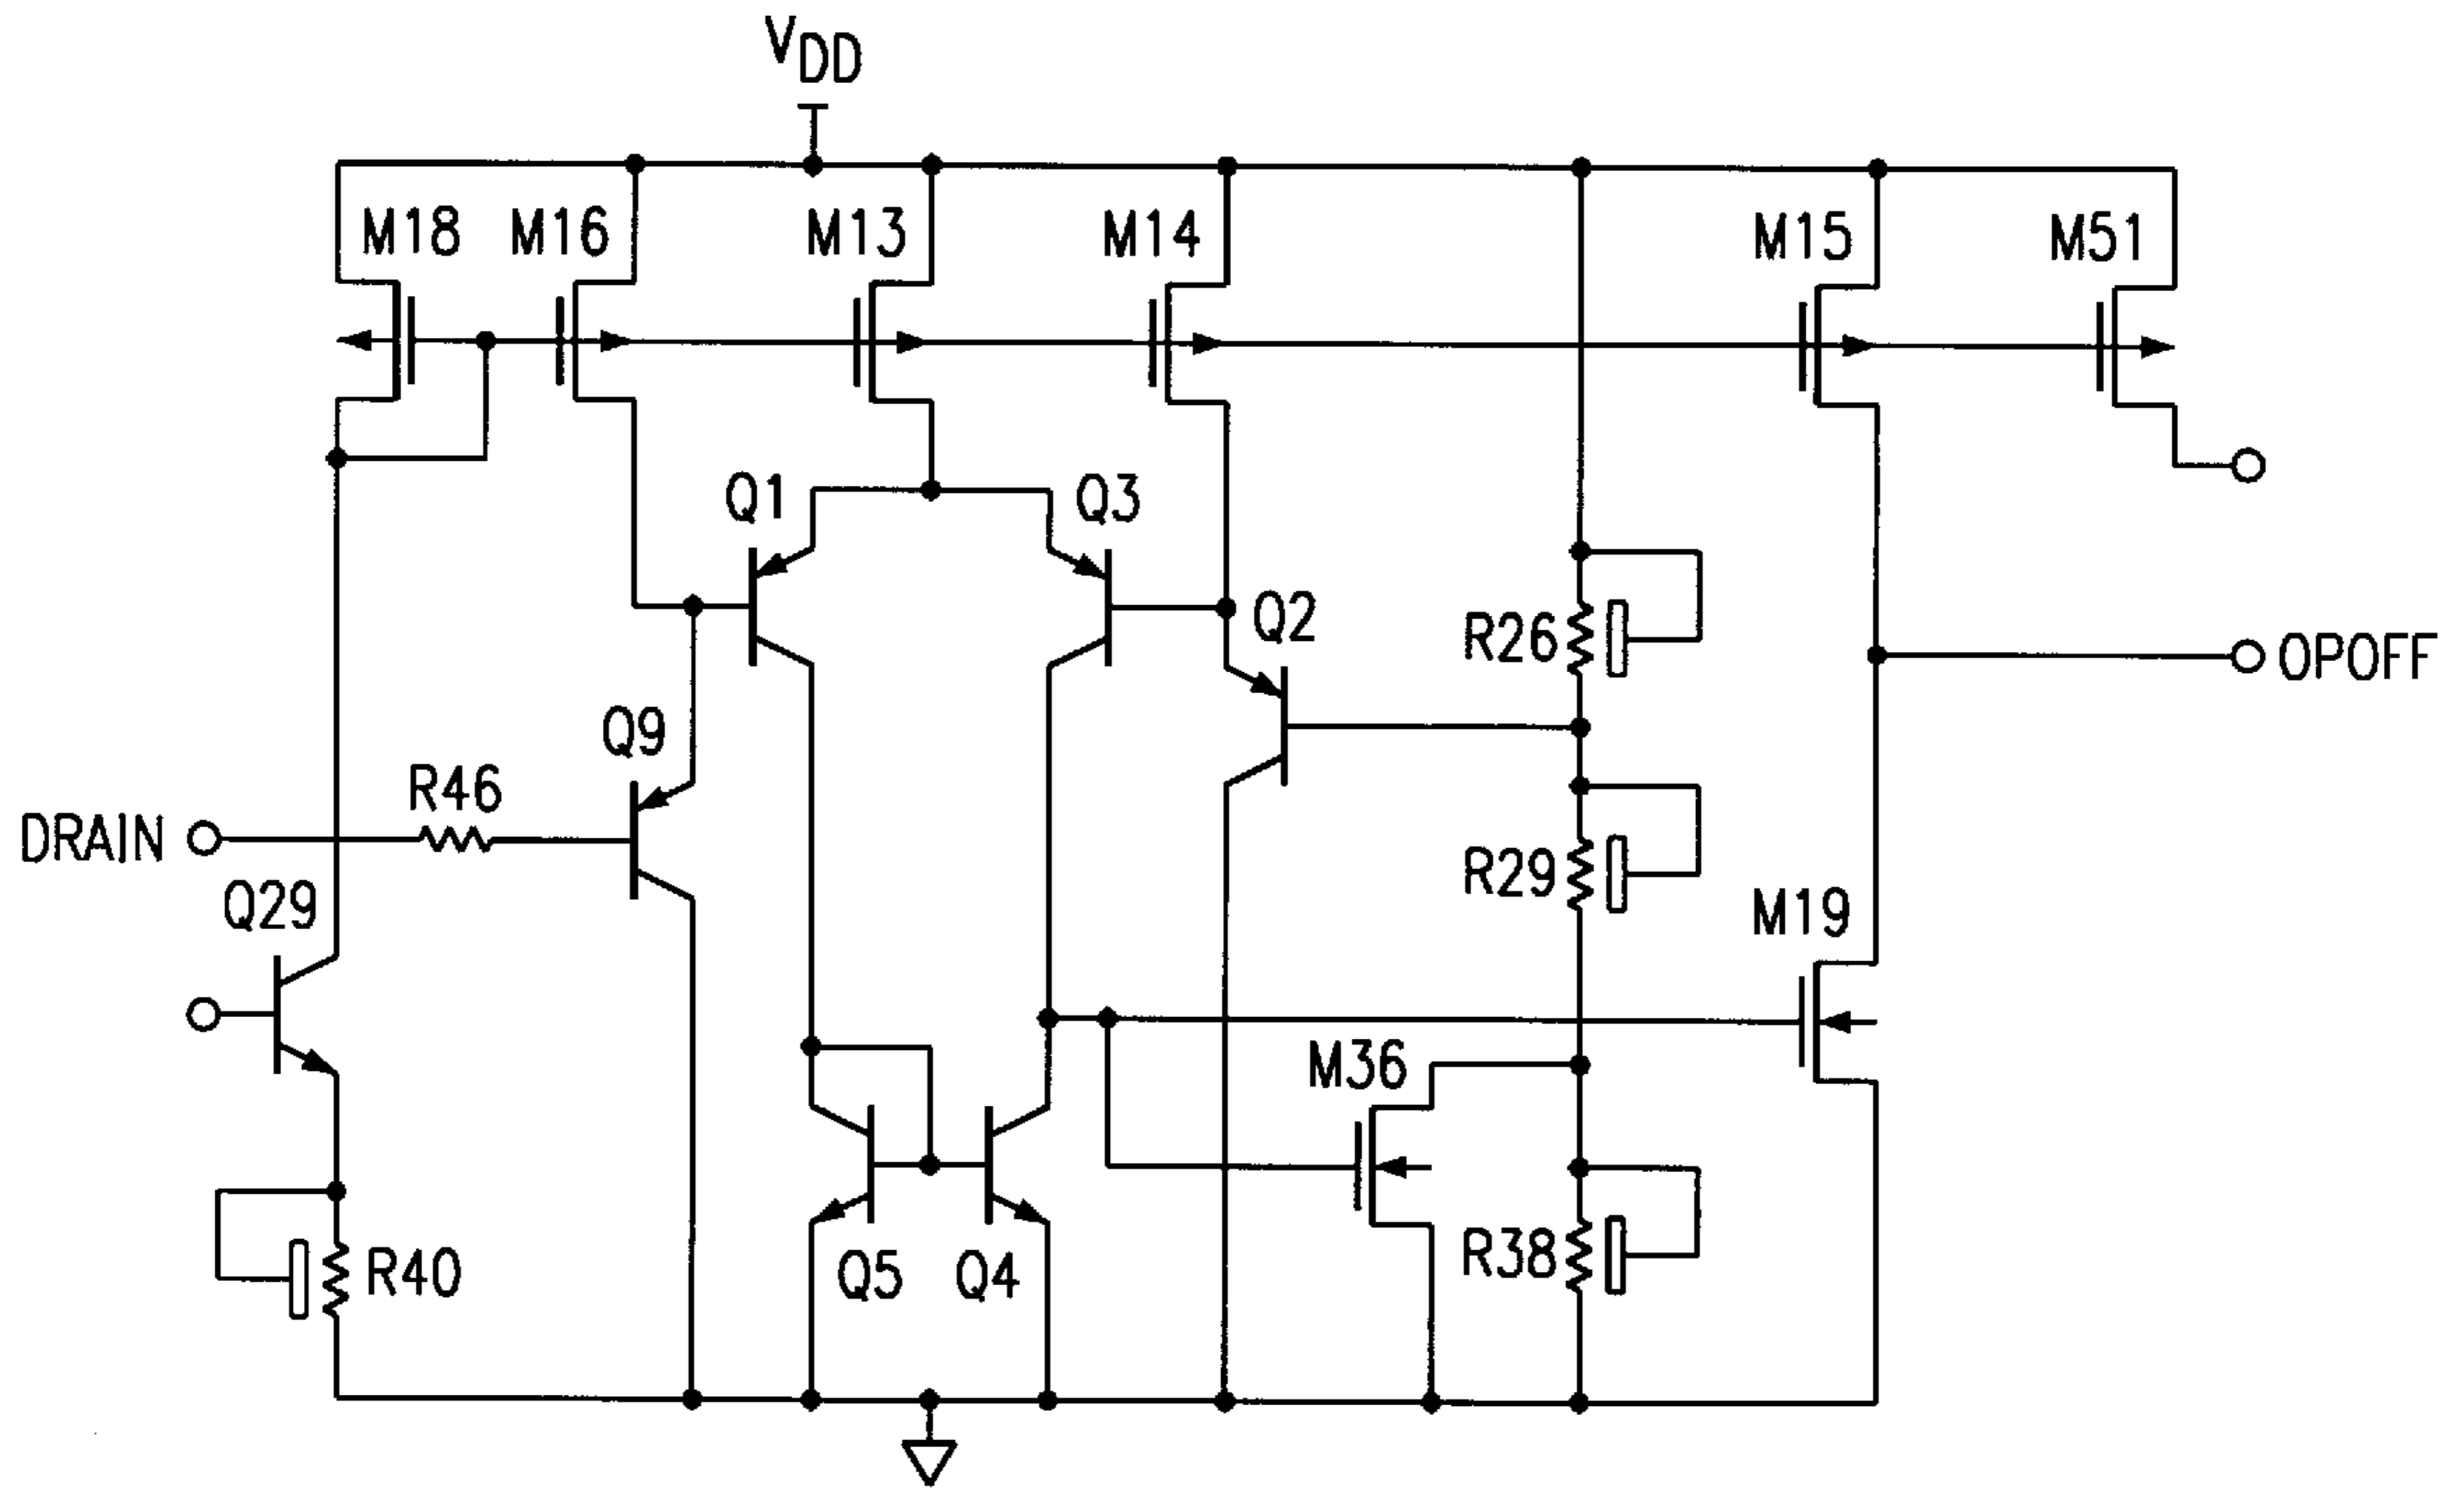 VDD
M18
M16
M13
M14
M15
M51
Q1
Q3
Q2
R26
OPOFF
Q9
R46
DRAIN
R29
Q29
M19
M36
R40
Q5
Q4
R38